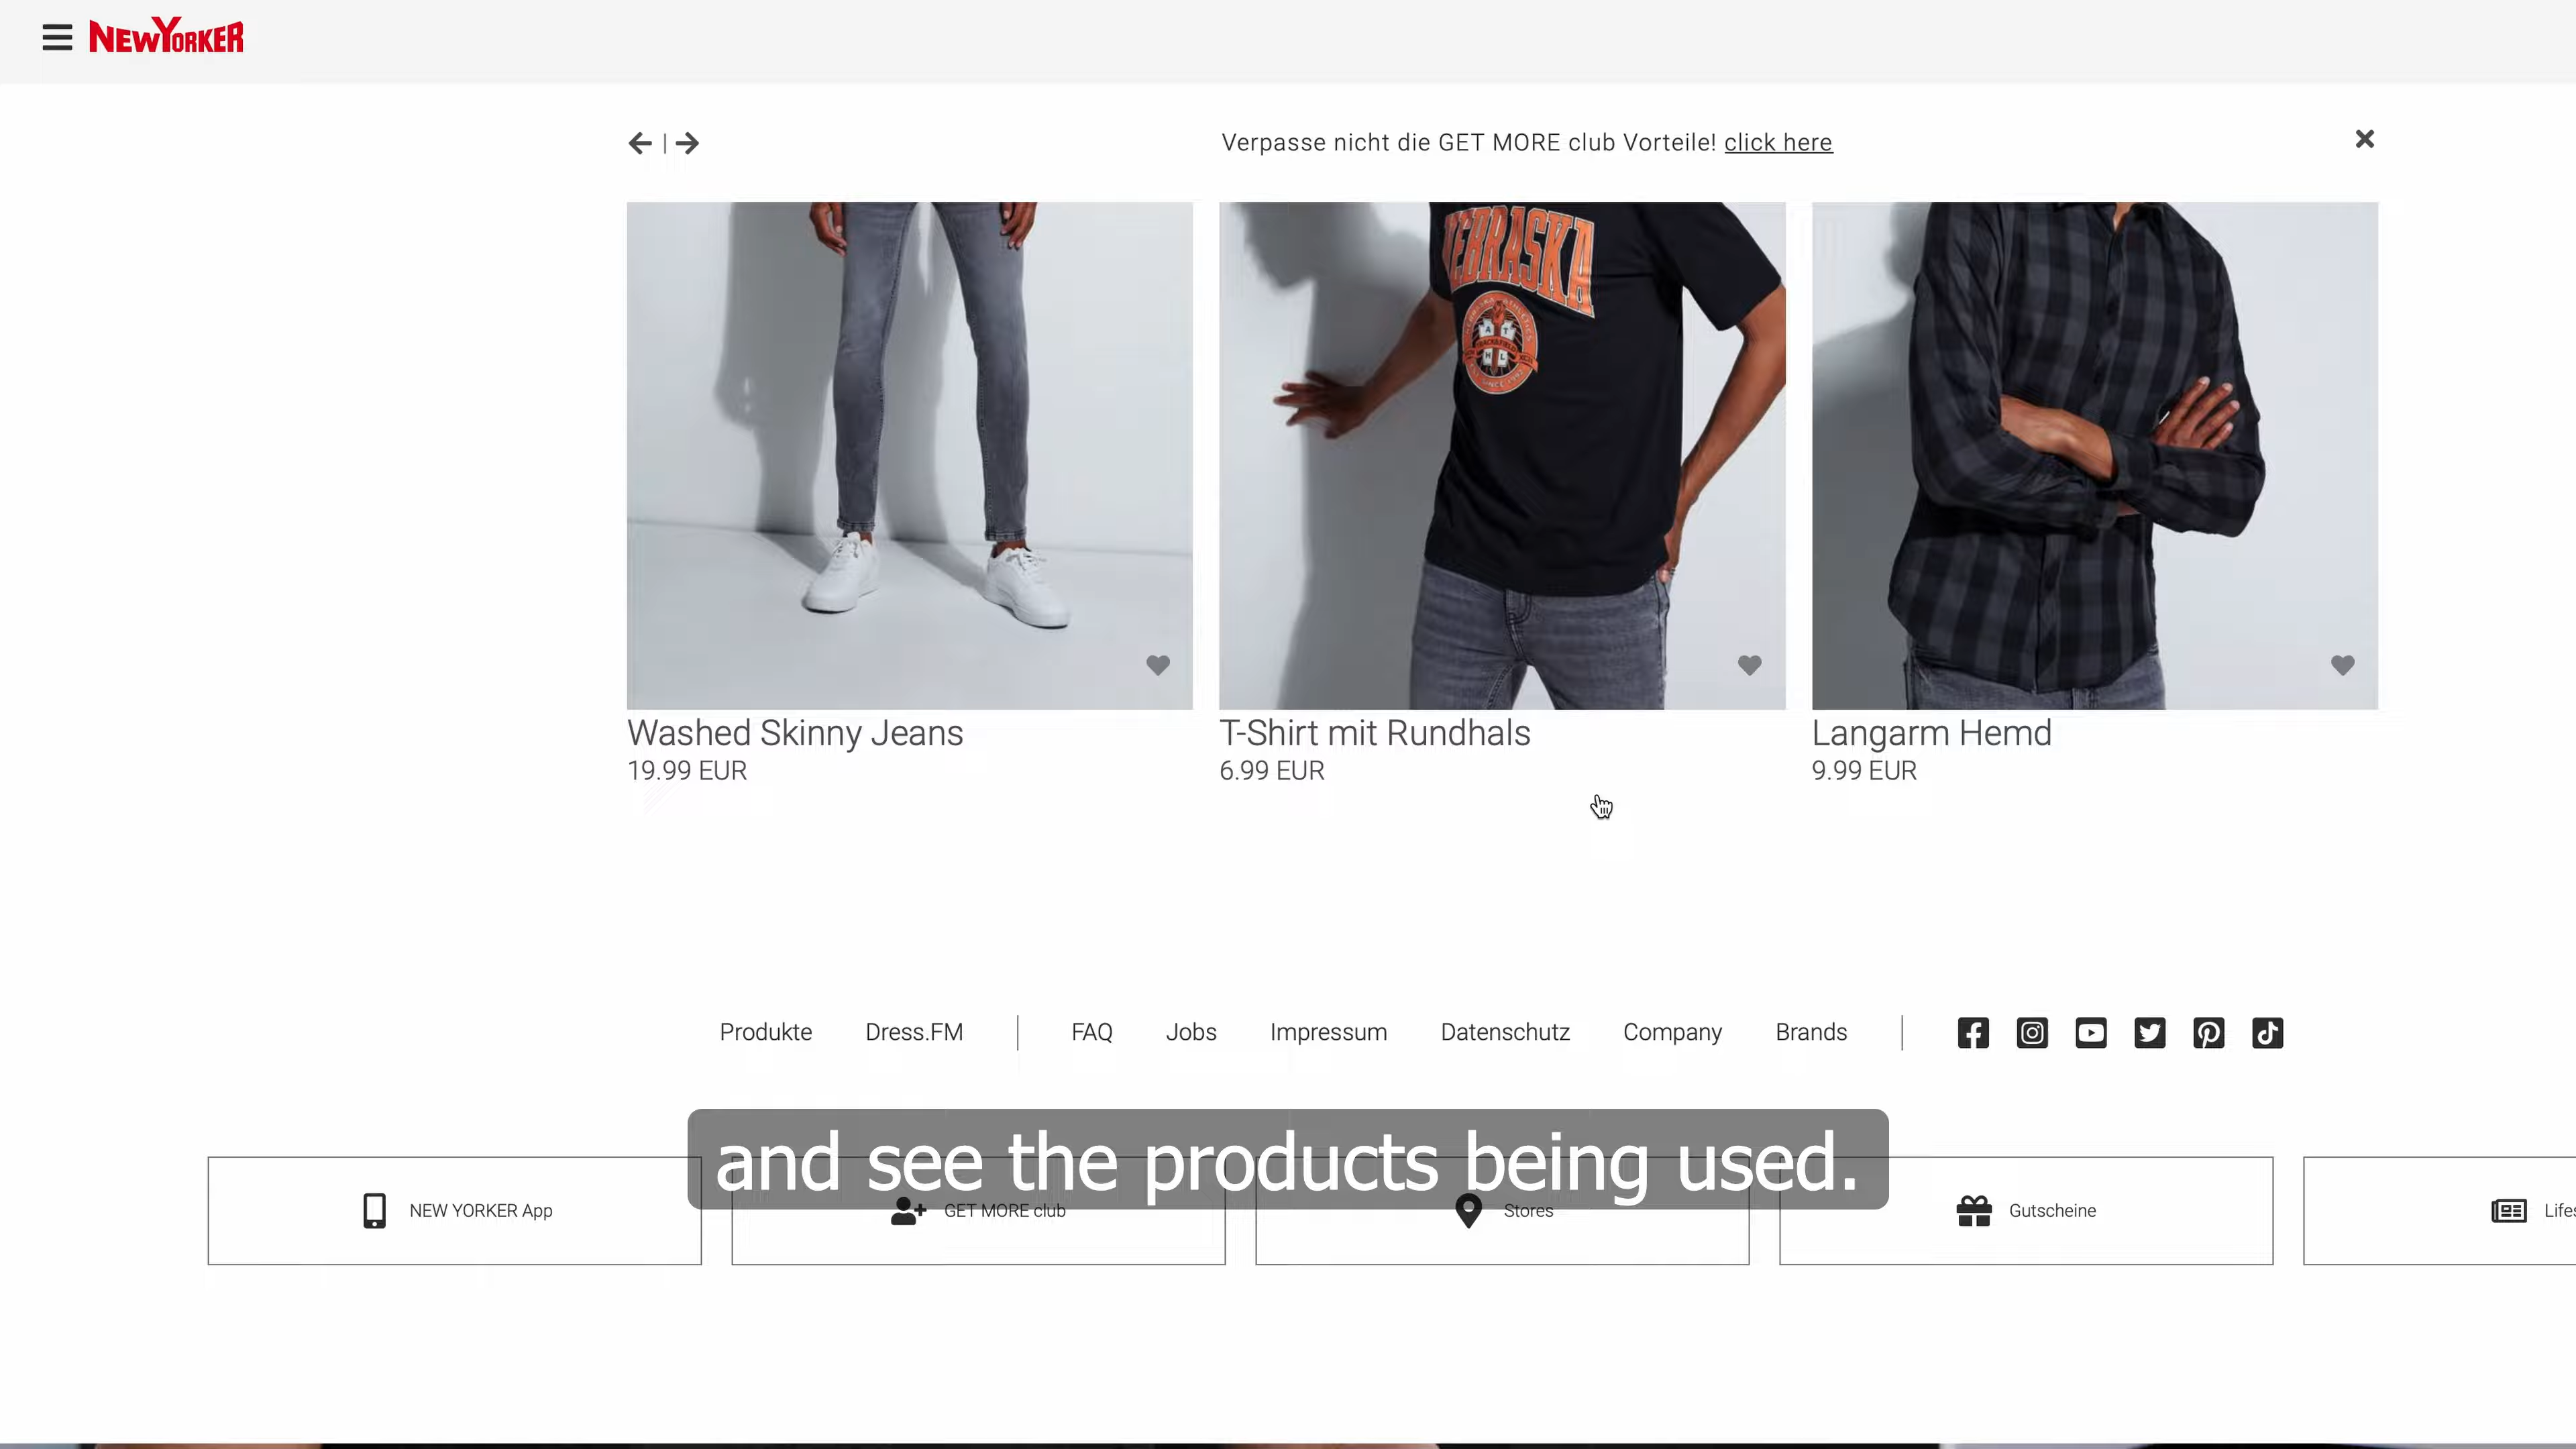 NEWYORKER
Verpasse nicht die GET MORE club Vorteile! click here
NEBRASKA
A T
H L
Washed Skinny Jeans
19.99 EUR
T-Shirt mit Rundhals
6.99 EUR
Langarm Hemd
9.99 EUR
Produkte Dress.FM FAQ Jobs Impressum Datenschutz Company Brands
and see the products being used.
NEW YORKER App
GET MORE club
Stores
Gutscheine